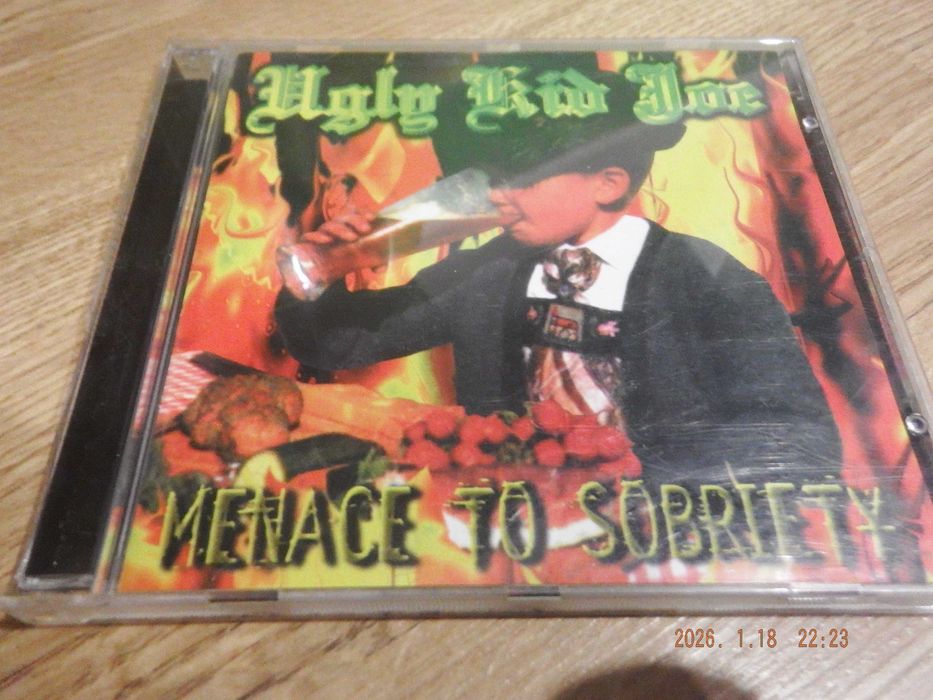 Ugly Kid Joe
MENACE TO SOBRIETY
2026. 1.18 22:23